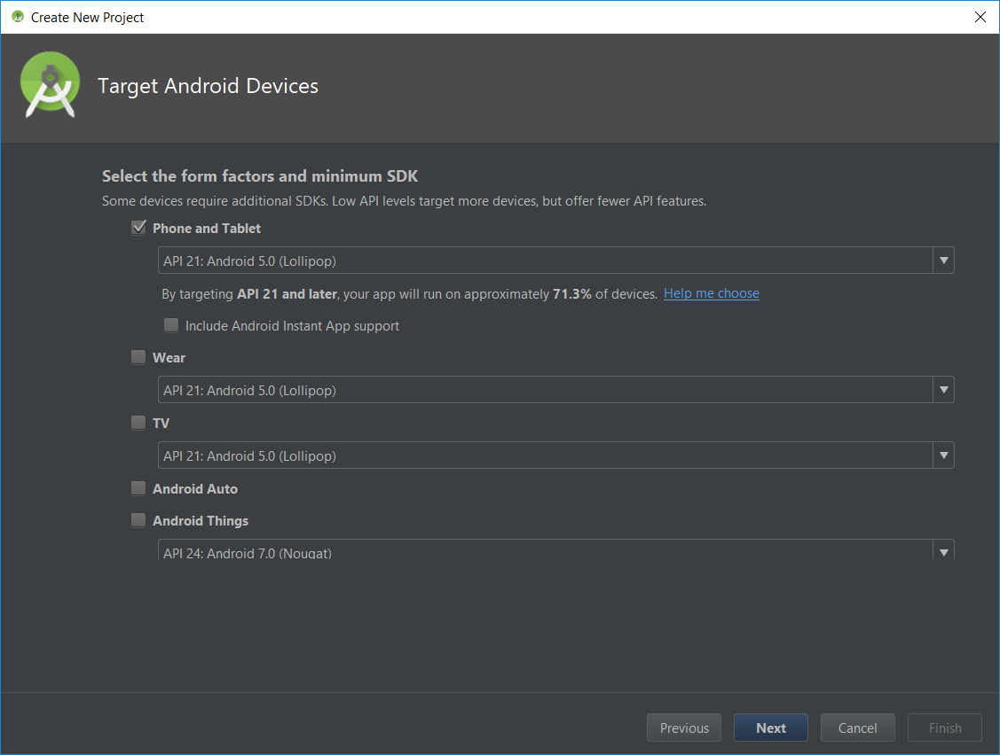 Create New Project
Target Android Devices
Select the form factors and minimum SDK
Some devices require additional SDKs. Low API levels target more devices, but offer fewer API features.
Phone and Tablet
API 21: Android 5.0 (Lollipop)
By targeting API 21 and later, your app will run on approximately 71.3% of devices. Help me choose
Include Android Instant App support
Wear
API 21: Android 5.0 (Lollipop)
TV
API 21: Android 5.0 (Lollipop)
Android Auto
Android Things
API 24: Android 7.0 (Nougat)
Previous Next Cancel Finish